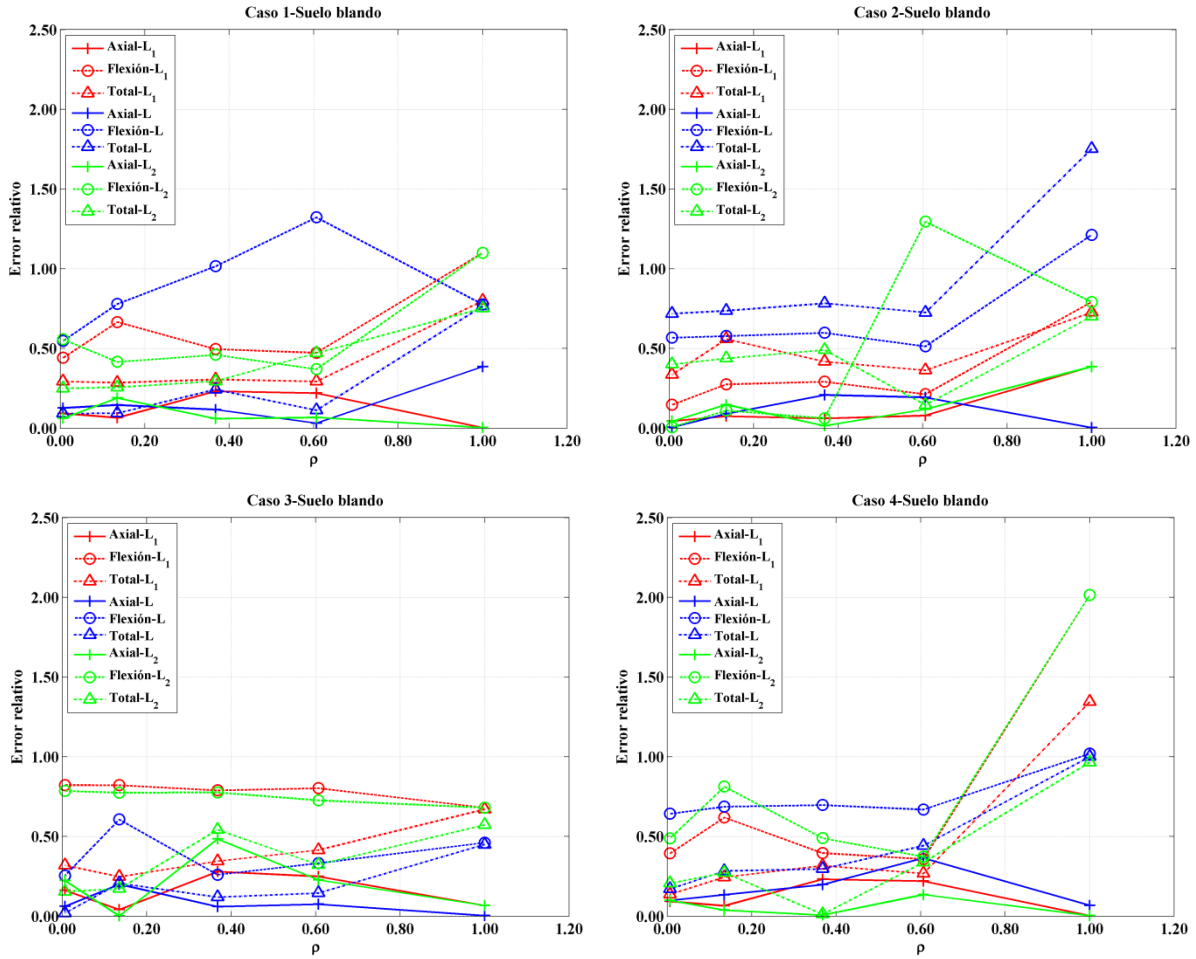 Caso 1-Suelo blando
2.50
2.00
1.50
1.00
0.50
0.00
Error relativo
Axial-L1
Flexión-L1
Total-L1
Axial-L
Flexión-L
Total-L
Axial-L2
Flexión-L2
Total-L2
0.00 0.20 0.40 0.60 0.80 1.00 1.20
ρ
Caso 2-Suelo blando
2.50
2.00
1.50
1.00
0.50
0.00
Error relativo
Axial-L1
Flexión-L1
Total-L1
Axial-L
Flexión-L
Total-L
Axial-L2
Flexión-L2
Total-L2
0.00 0.20 0.40 0.60 0.80 1.00 1.20
ρ
Caso 3-Suelo blando
2.50
2.00
1.50
1.00
0.50
0.00
Error relativo
Axial-L1
Flexión-L1
Total-L1
Axial-L
Flexión-L
Total-L
Axial-L2
Flexión-L2
Total-L2
0.00 0.20 0.40 0.60 0.80 1.00 1.20
ρ
Caso 4-Suelo blando
2.50
2.00
1.50
1.00
0.50
0.00
Error relativo
Axial-L1
Flexión-L1
Total-L1
Axial-L
Flexión-L
Total-L
Axial-L2
Flexión-L2
Total-L2
0.00 0.20 0.40 0.60 0.80 1.00 1.20
ρ